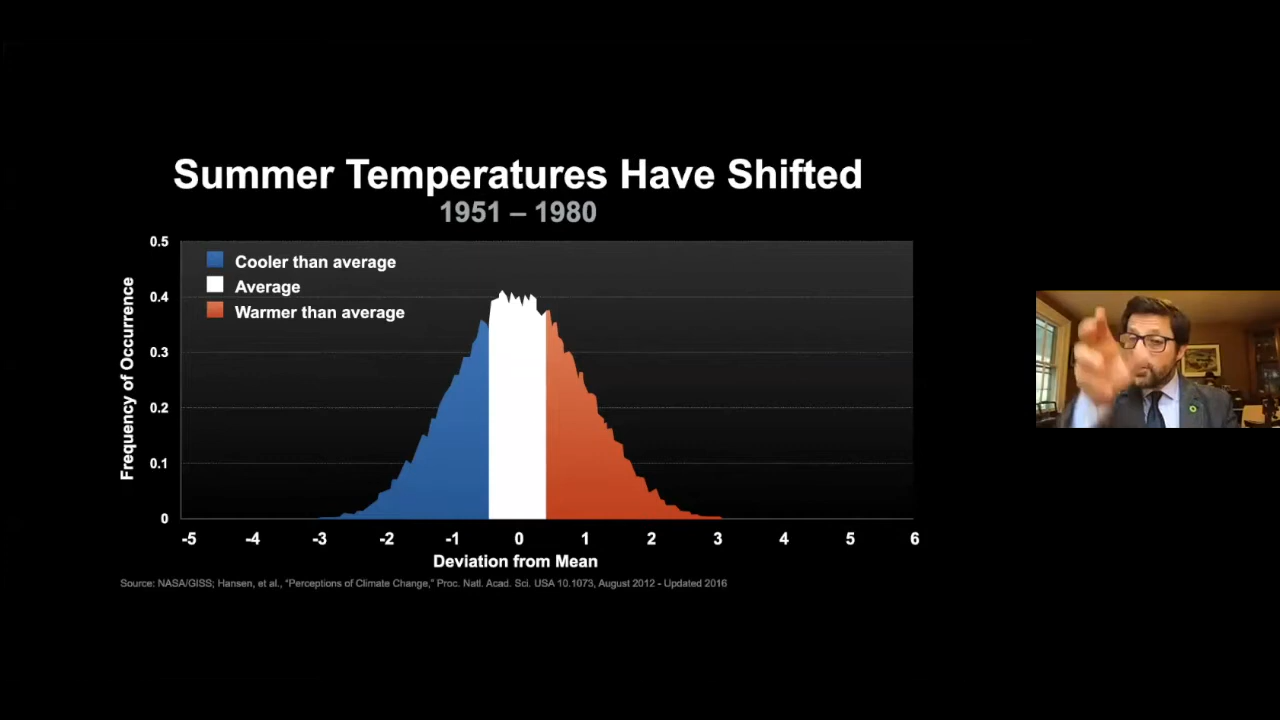 Summer Temperatures Have Shifted
1951 – 1980
Frequency of Occurrence
0.5
0.4
0.3
0.2
0.1
0
Cooler than average
Average
Warmer than average
-5 -4 -3 -2 -1 0 1 2 3 4 5 6
Deviation from Mean
Source: NASA/GISS; Hansen, et al., “Perceptions of Climate Change,” Proc. Natl. Acad. Sci. USA 10.1073, August 2012 - Updated 2016